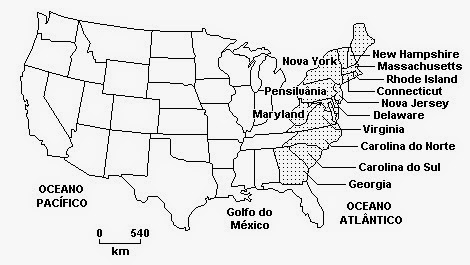 New Hampshire
Nova York
Massachusetts
Rhode Island
Pensilvânia
Connecticut
Nova Jersey
Maryland
Delaware
Virginia
Carolina do Norte
Carolina do Sul
Georgia
OCEANO
PACÍFICO
Golfo do
México
OCEANO
ATLÂNTICO
0 540
km